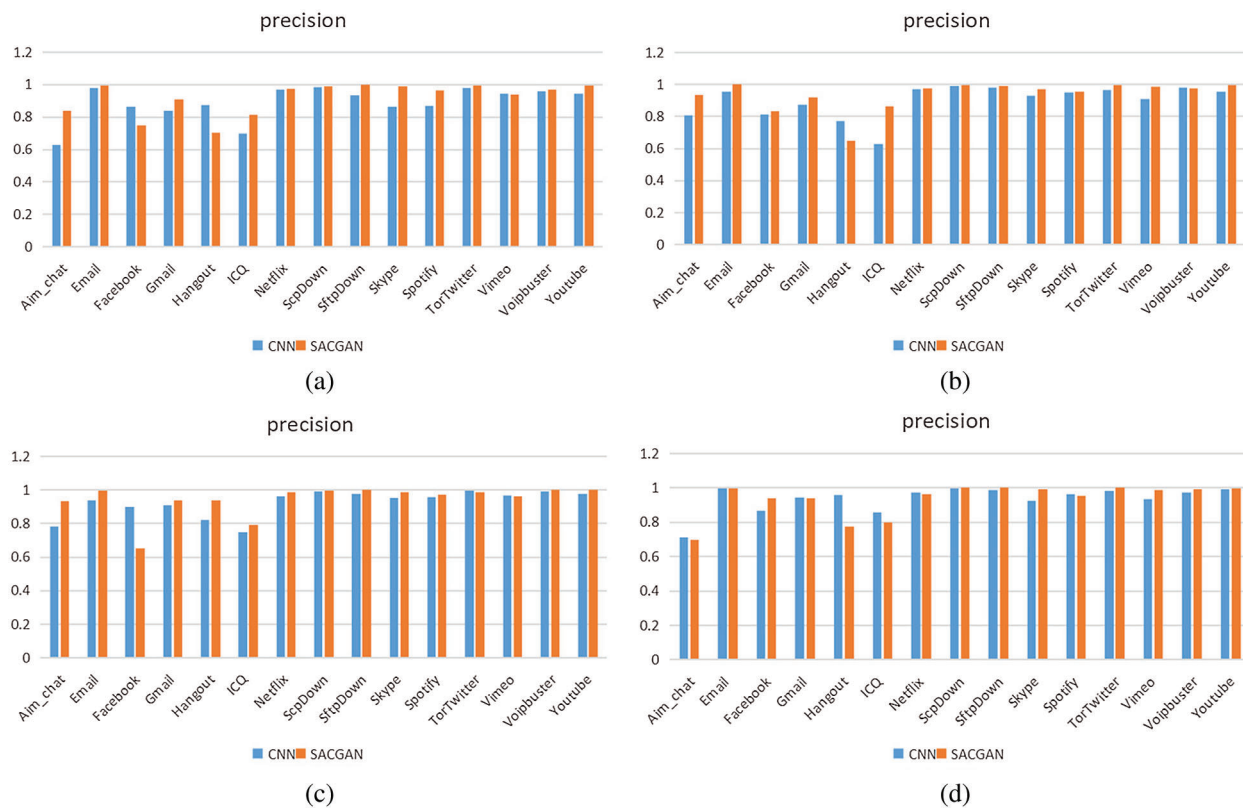 precision
1.2
1
0.8
0.6
0.4
0.2
0
Aim_chat
Email
Facebook
Gmail
Hangout
ICQ
Netflix
ScpDown
SftpDown
Skype
Spotify
TorTwitter
Vimeo
Voipbuster
Youtube
CNN SACGAN
(a)
precision
1.2
1
0.8
0.6
0.4
0.2
0
Aim_chat
Email
Facebook
Gmail
Hangout
ICQ
Netflix
ScpDown
SftpDown
Skype
Spotify
TorTwitter
Vimeo
Voipbuster
Youtube
CNN SACGAN
(b)
precision
1.2
1
0.8
0.6
0.4
0.2
0
Aim_chat
Email
Facebook
Gmail
Hangout
ICQ
Netflix
ScpDown
SftpDown
Skype
Spotify
TorTwitter
Vimeo
Voipbuster
Youtube
CNN SACGAN
(c)
precision
1.2
1
0.8
0.6
0.4
0.2
0
Aim_chat
Email
Facebook
Gmail
Hangout
ICQ
Netflix
ScpDown
SftpDown
Skype
Spotify
TorTwitter
Vimeo
Voipbuster
Youtube
CNN SACGAN
(d)